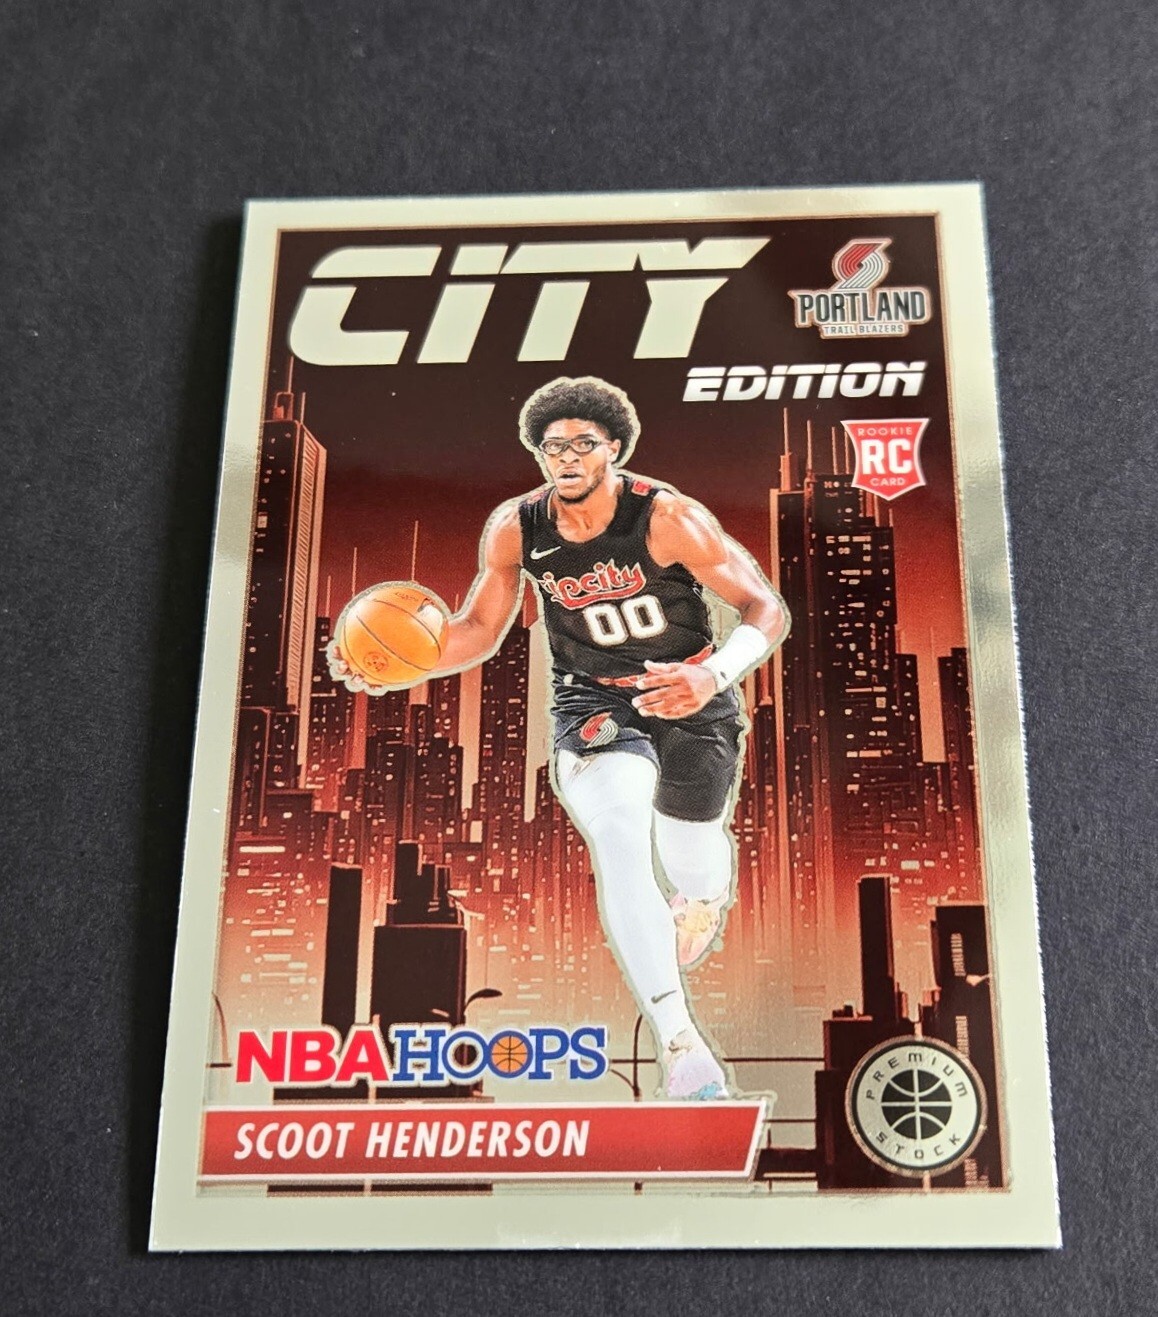 CITY
EDITION
PORTLAND
TRAIL BLAZERS
ROOKIE
RC
CARD
ripcity
00
NBA HOOPS
SCOOT HENDERSON
PREMIUM
STOCK